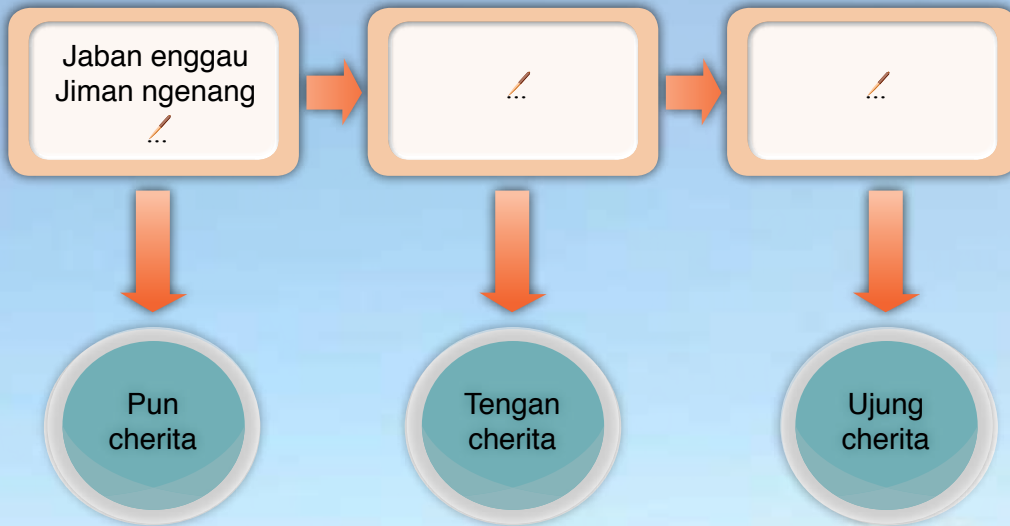 Jaban enggau
Jiman ngenang
...
...
...
Pun
cherita
Tengan
cherita
Ujung
cherita